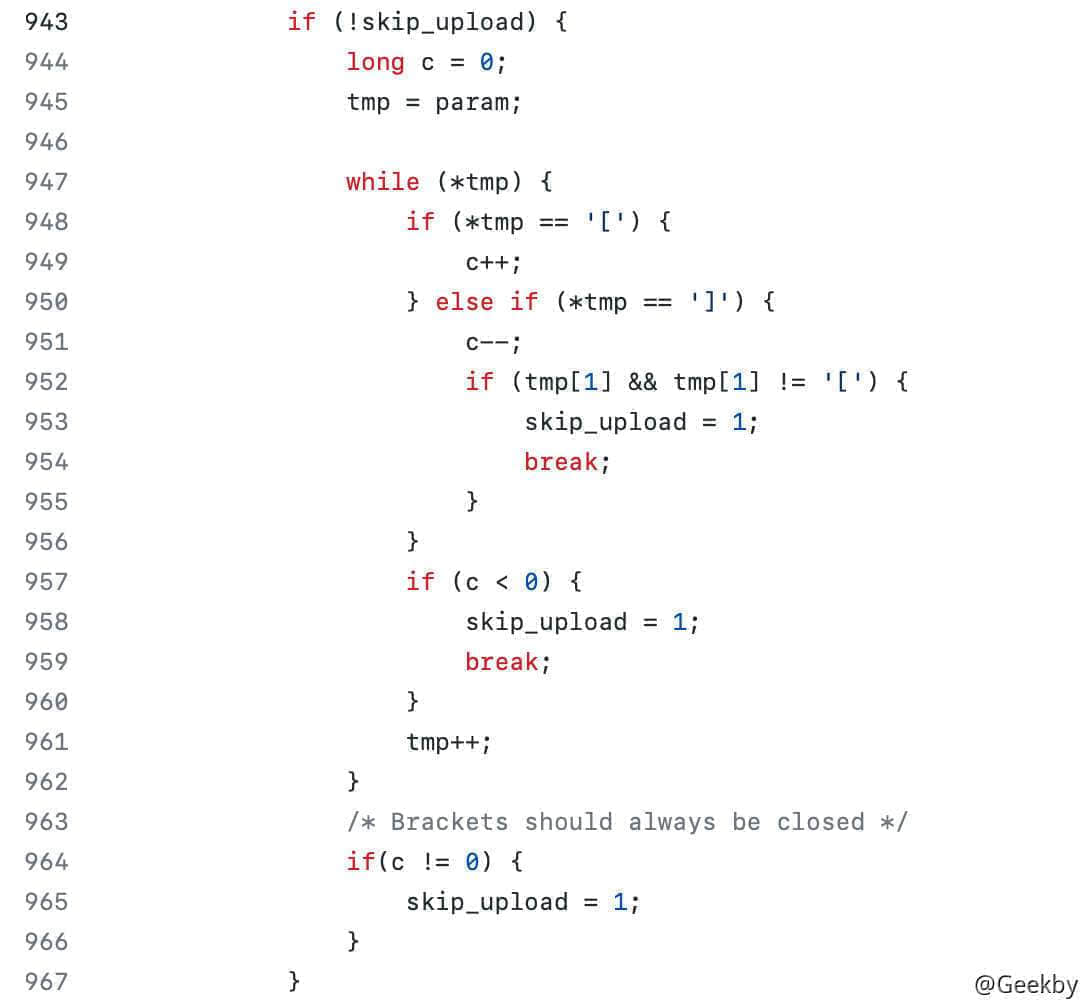 943 if (!skip_upload) {
944 long c = 0;
945 tmp = param;
946
947 while (*tmp) {
948 if (*tmp == '[') {
949 c++;
950 } else if (*tmp == ']') {
951 c--;
952 if (tmp[1] && tmp[1] != '[') {
953 skip_upload = 1;
954 break;
955 }
956 }
957 if (c < 0) {
958 skip_upload = 1;
959 break;
960 }
961 tmp++;
962 }
963 /* Brackets should always be closed */
964 if(c != 0) {
965 skip_upload = 1;
966 }
967 }
@Geekby